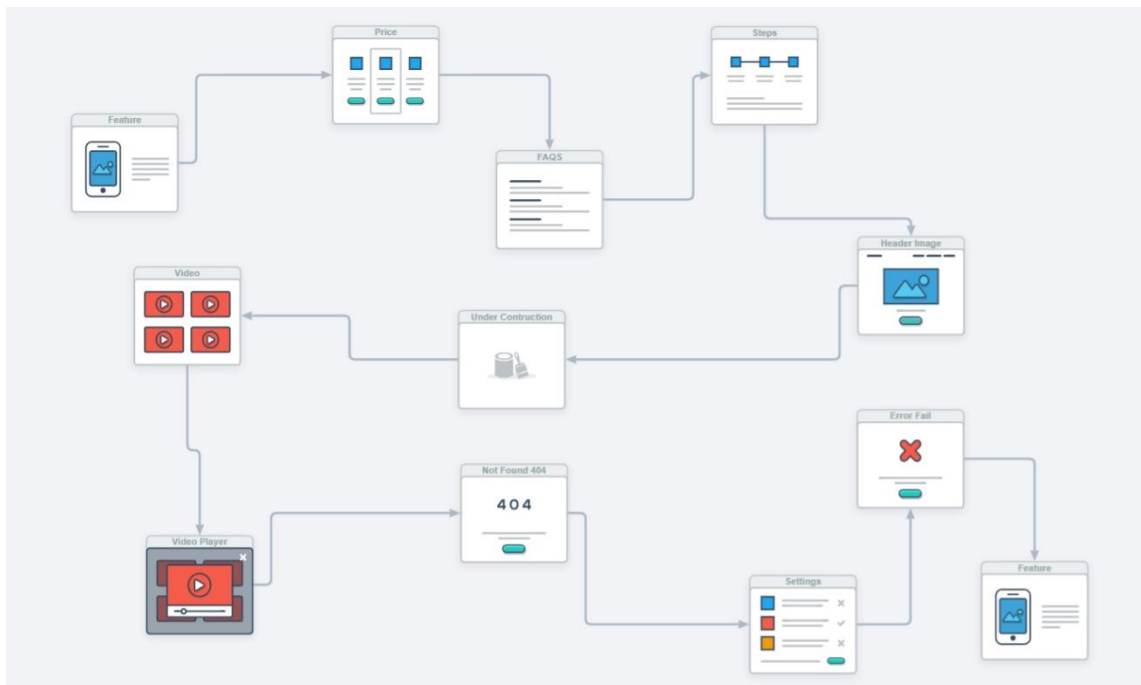 Price
Steps
Feature
FAQS
Header Image
Video
Under Contruction
Error Fail
Not Found 404
404
Video Player
Feature
Settings